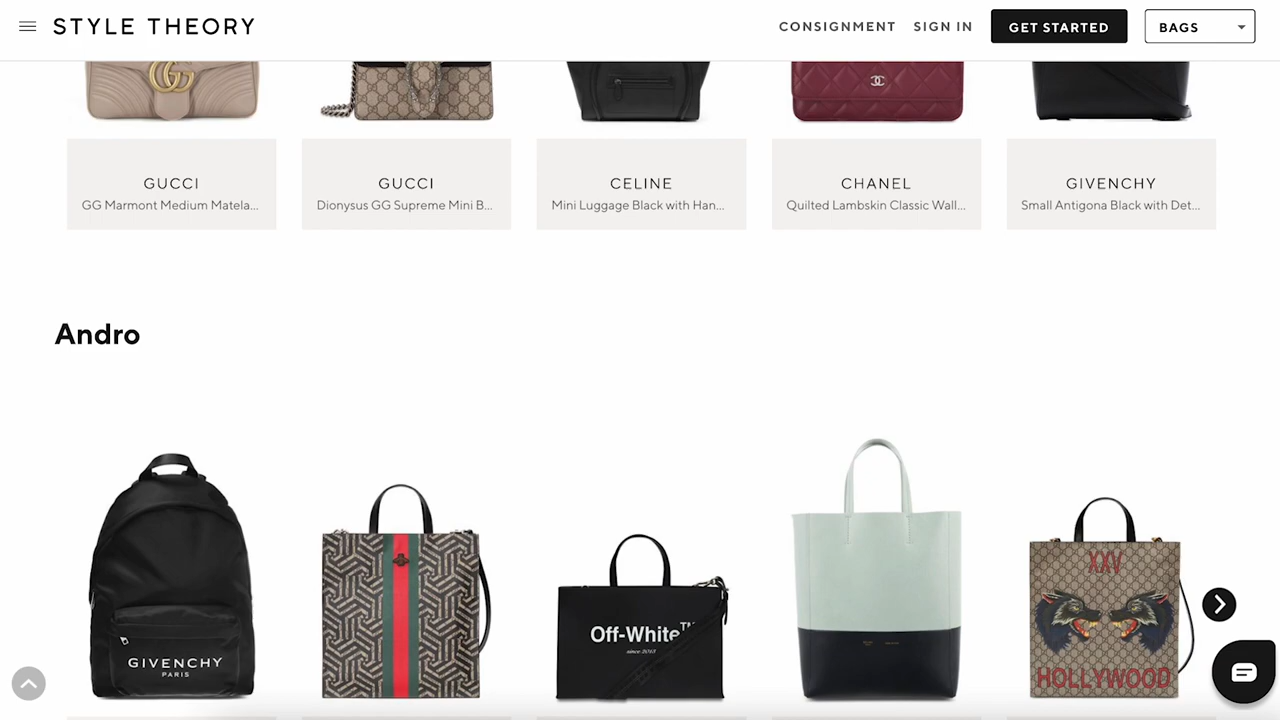 STYLE THEORY
CONSIGNMENT
SIGN IN
GET STARTED
BAGS
GUCCI
GG Marmont Medium Matela...
GUCCI
Dionysus GG Supreme Mini B...
CELINE
Mini Luggage Black with Han...
CHANEL
Quilted Lambskin Classic Wall...
GIVENCHY
Small Antigona Black with Det...
Andro
GIVENCHY
PARIS
Off-White™
since 2013
XXV
HOLLYWOOD